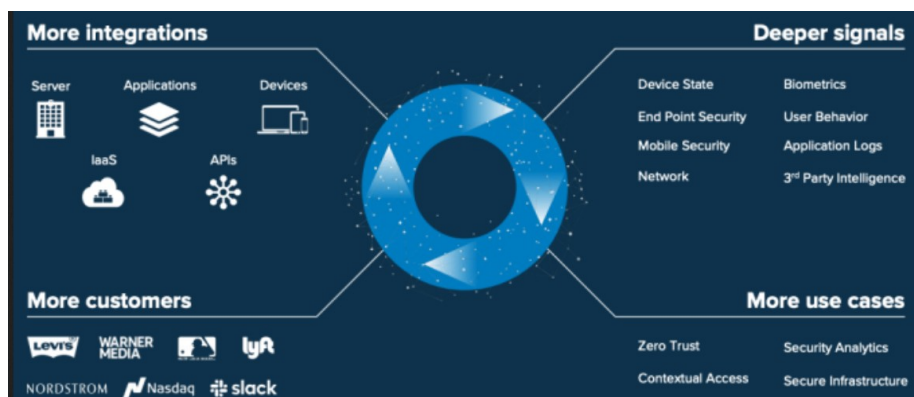 More integrations
Server Applications Devices
IaaS APIs
Deeper signals
Device State Biometrics
End Point Security User Behavior
Mobile Security Application Logs
Network 3rd Party Intelligence
More customers
LEVI'S WARNER MEDIA lyft
NORDSTROM Nasdaq slack
More use cases
Zero Trust Security Analytics
Contextual Access Secure Infrastructure